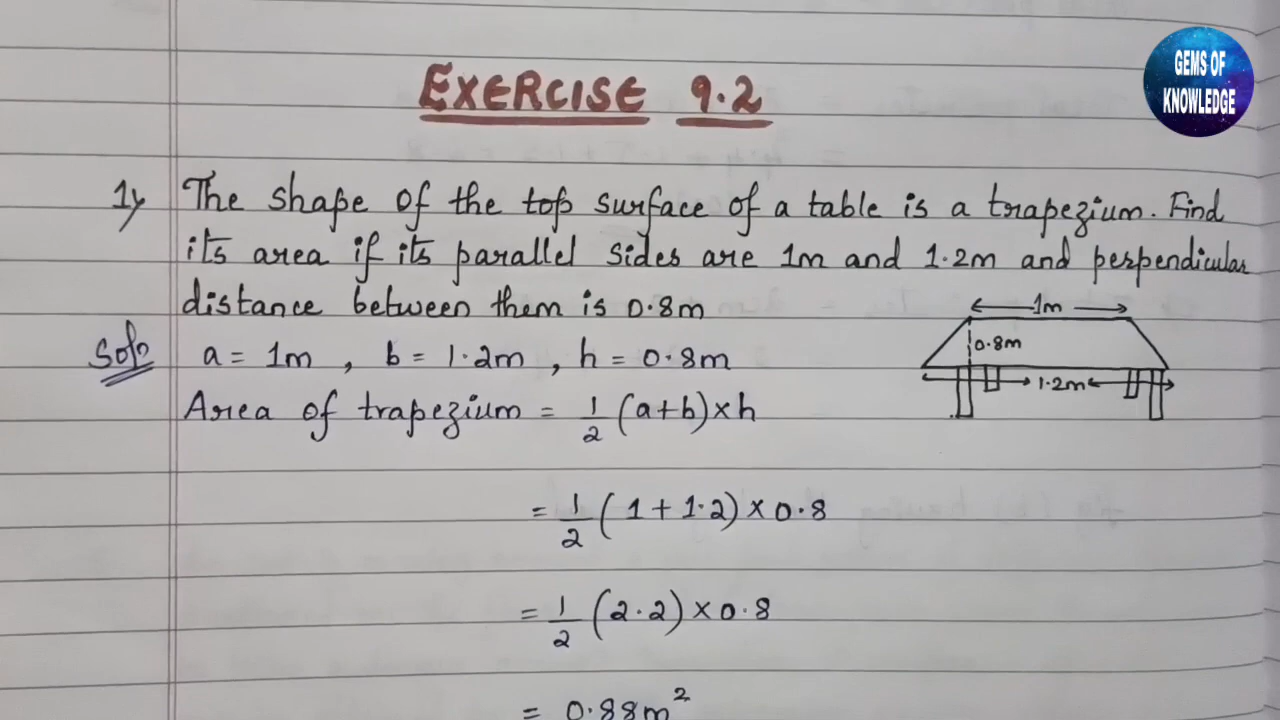 GEMS OF
KNOWLEDGE
EXERCISE 9.2
1y The shape of the top surface of a table is a trapezium. Find
its area if its parallel sides are 1m and 1.2m and perpendicular
distance between them is 0.8m
1m
0.8m
1.2m
Soln a = 1m , b = 1.2m , h = 0.8m
Area of trapezium = 1/2 (a+b)×h
= 1/2 (1 + 1.2) × 0.8
= 1/2 (2.2) × 0.8
= 0.88m²